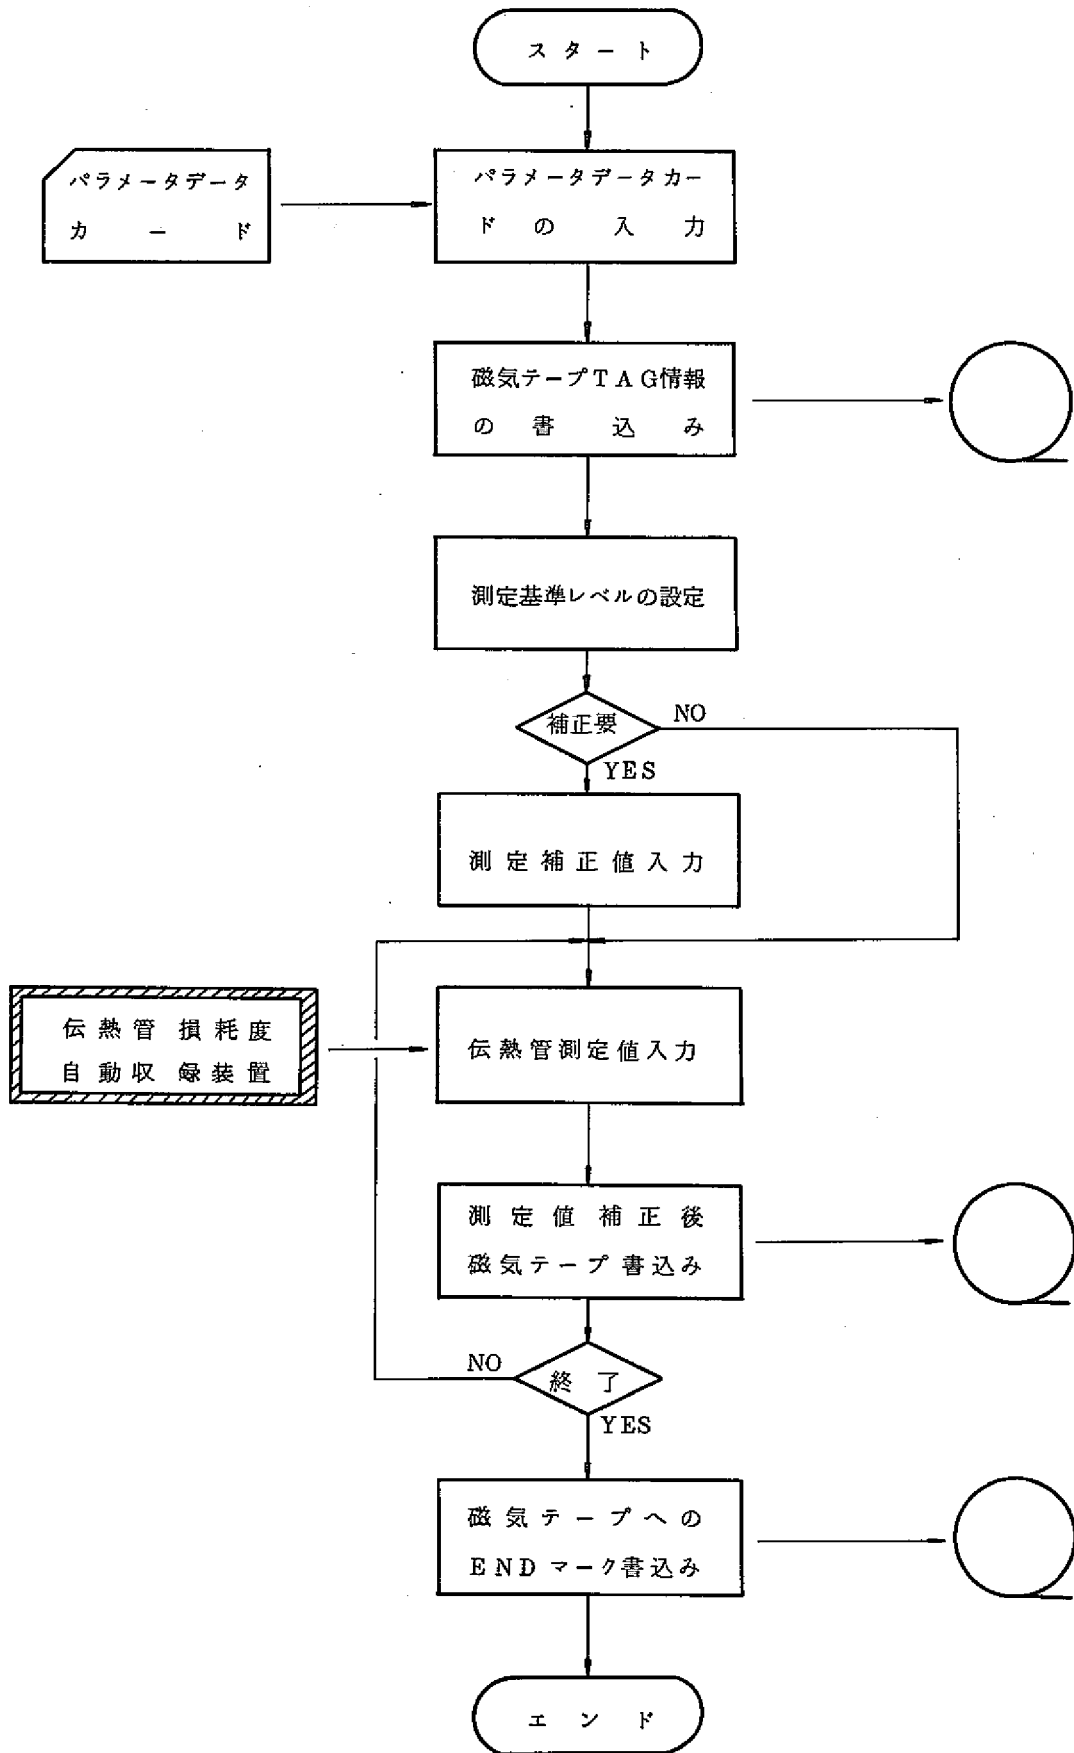 スタート
パラメータデータ
カード
パラメータデータカー
ドの入力
磁気テープTAG情報
の書込み
測定基準レベルの設定
補正要
NO
YES
測定補正値入力
伝熱管損耗度
自動収録装置
伝熱管測定値入力
測定値補正後
磁気テープ書込み
NO
終了
YES
磁気テープへの
ENDマーク書込み
エンド